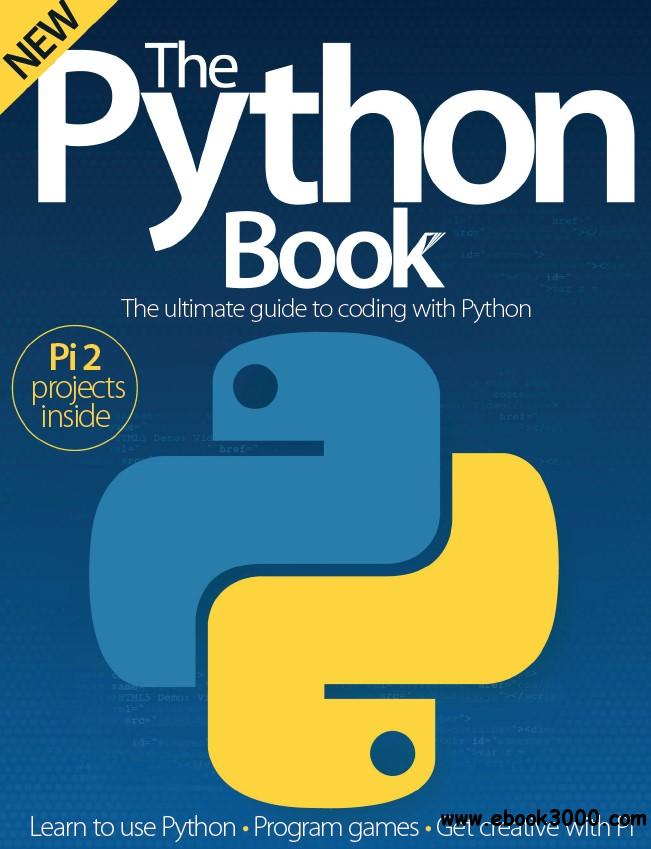 NEW
The
Python
Book
The ultimate guide to coding with Python
Pi 2
projects
inside
Learn to use Python • Program games • Get creative with Pi
www.ebook3000.com